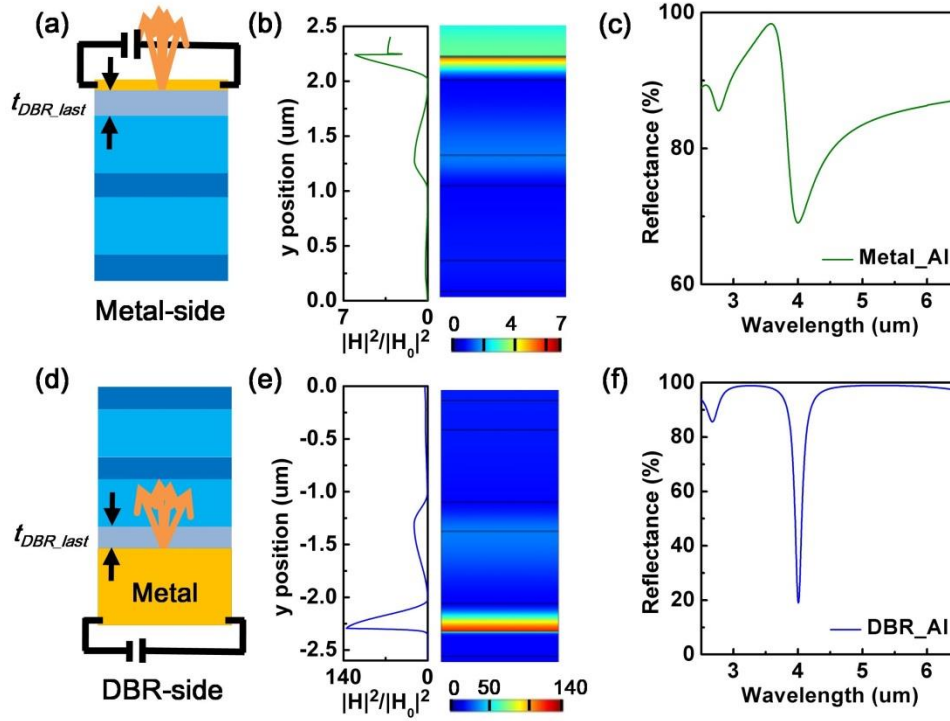 (a)
t_DBR_last
Metal-side
(b)
y position (um)
2.5
2.0
1.5
1.0
0.5
0.0
7 0
|H|²/|H₀|²
0 4 7
(c)
Reflectance (%)
100
80
60
3 4 5 6
Wavelength (um)
Metal_Al
(d)
t_DBR_last
Metal
DBR-side
(e)
y position (um)
0.0
-0.5
-1.0
-1.5
-2.0
-2.5
140 0
|H|²/|H₀|²
0 50 140
(f)
Reflectance (%)
100
80
60
40
20
3 4 5 6
Wavelength (um)
DBR_Al